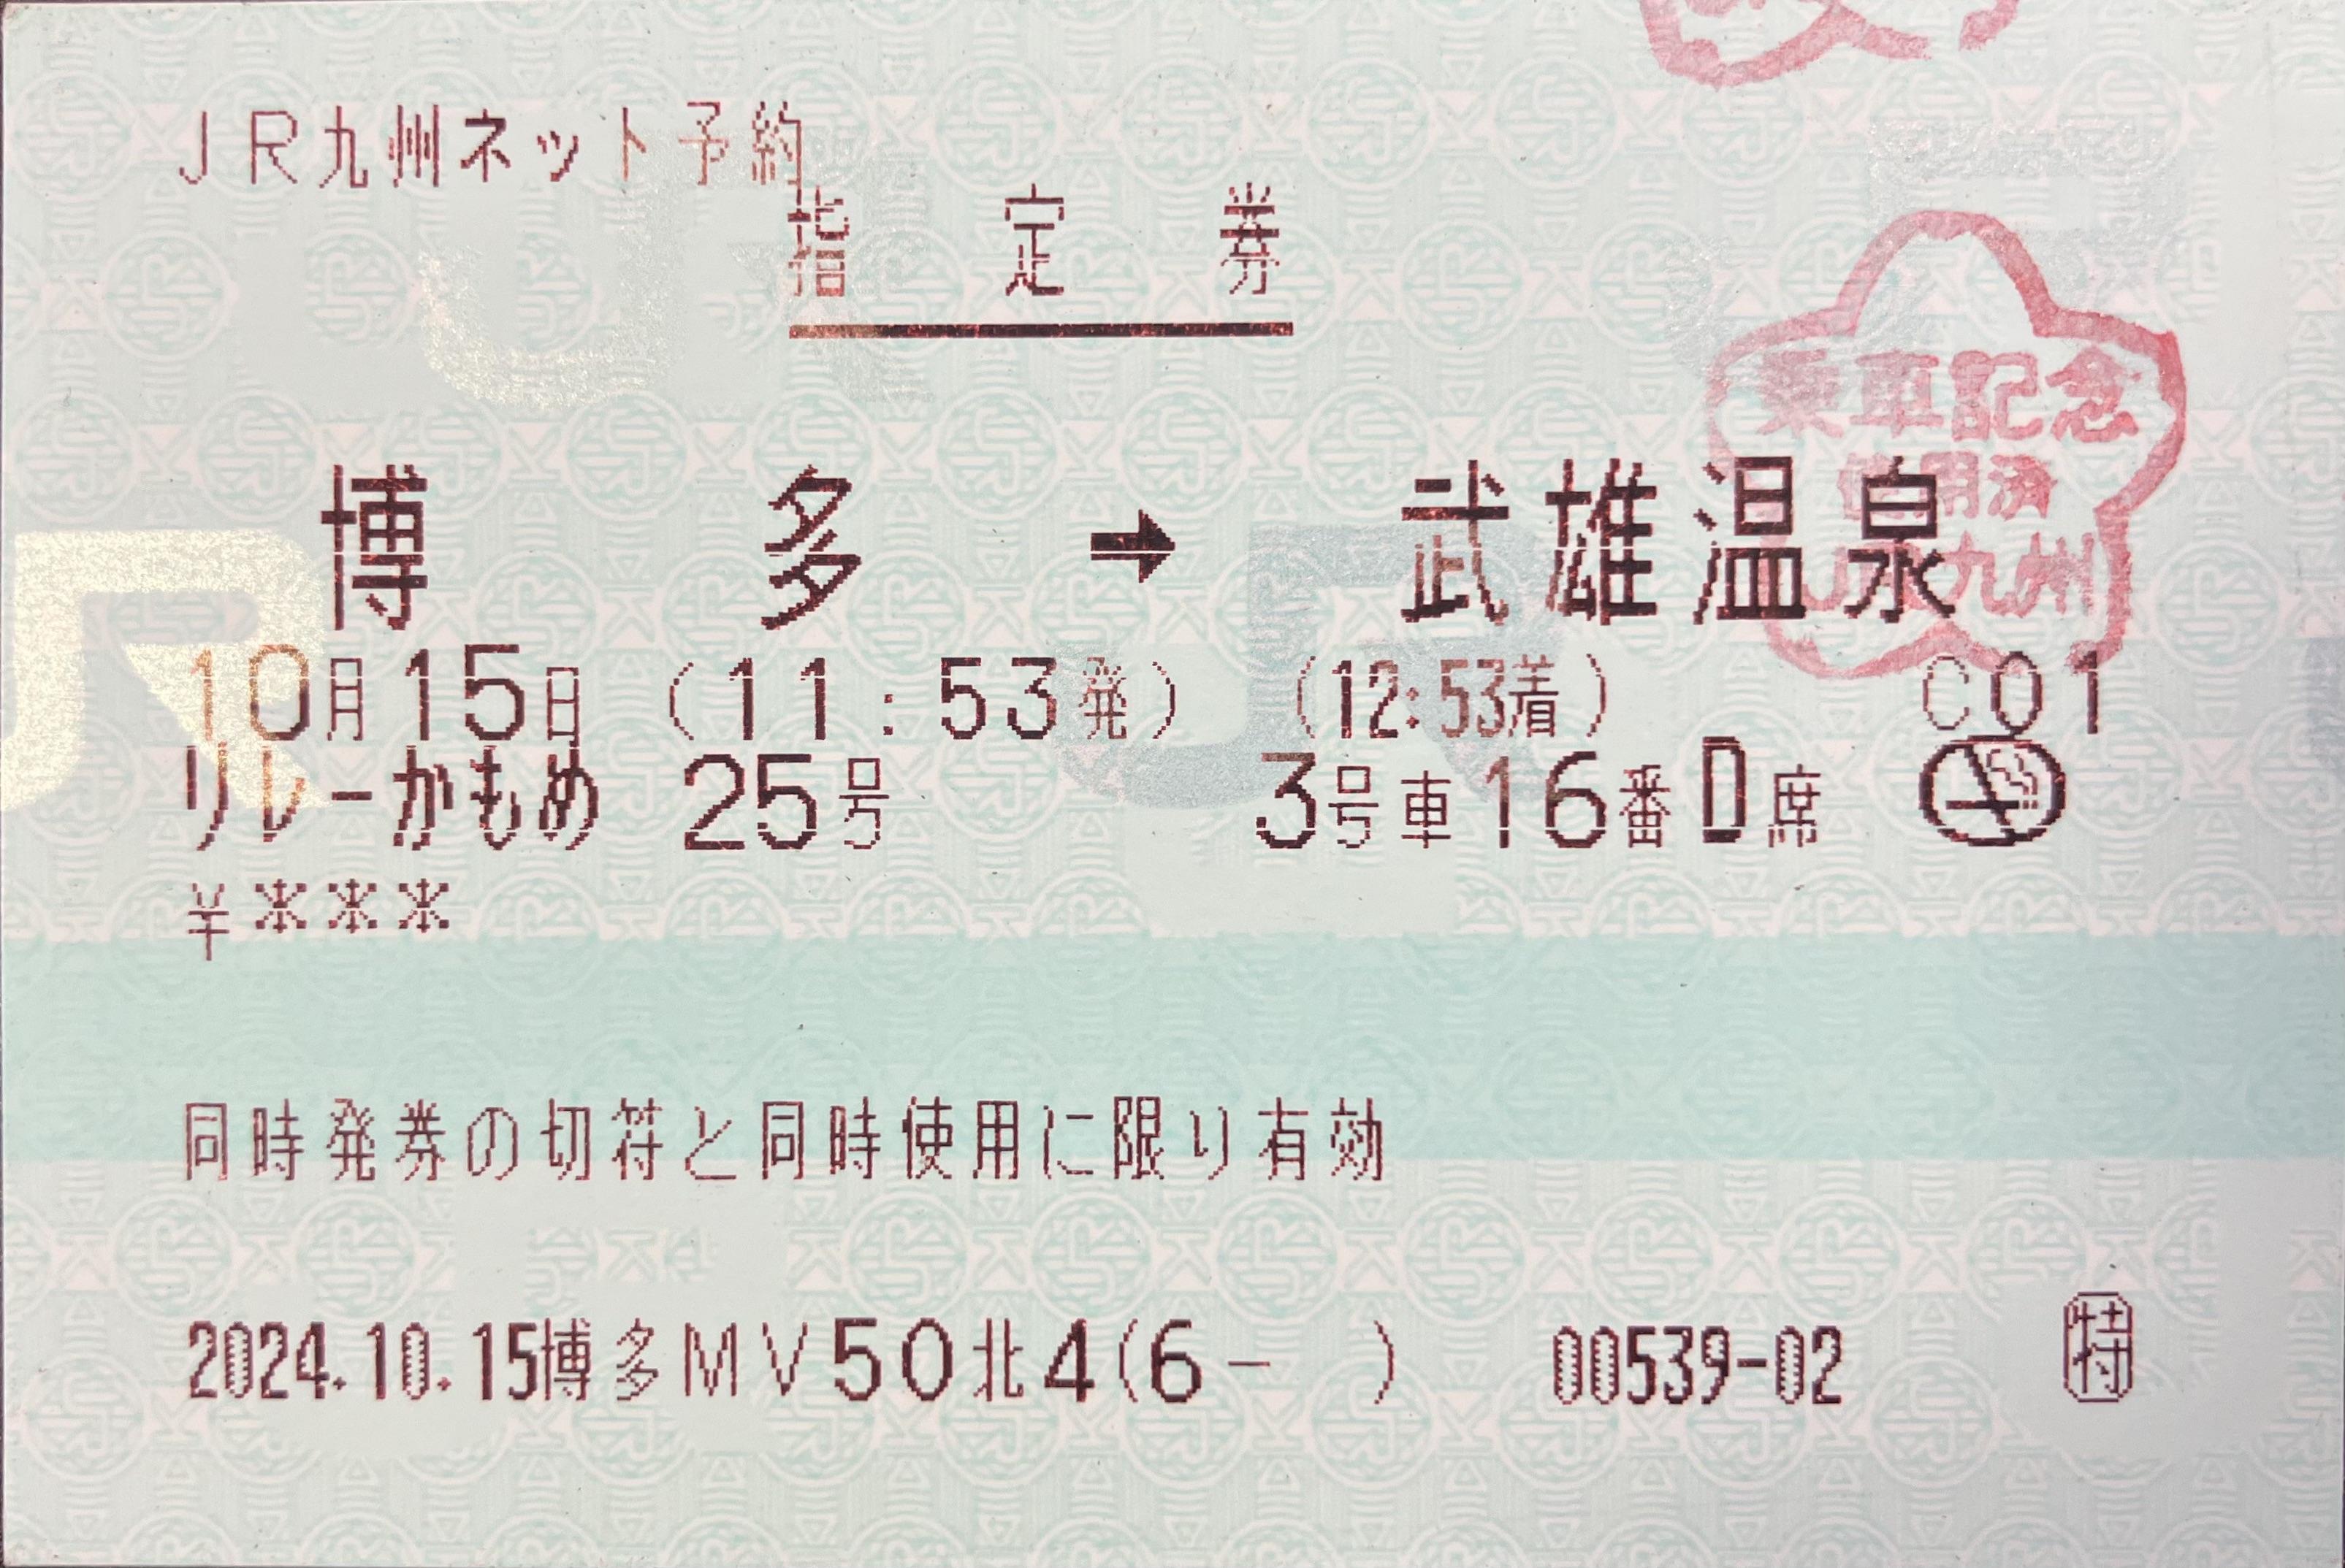 JR九州ネット予約
指定券
博多→武雄温泉
10月15日 (11:53発) (12:53着) C01
リレーかもめ 25号 3号車16番D席
¥***
乗車記念
使用済
JR九州
同時発券の切符と同時使用に限り有効
2024.10.15博多MV50北4(6- ) 00539-02 特